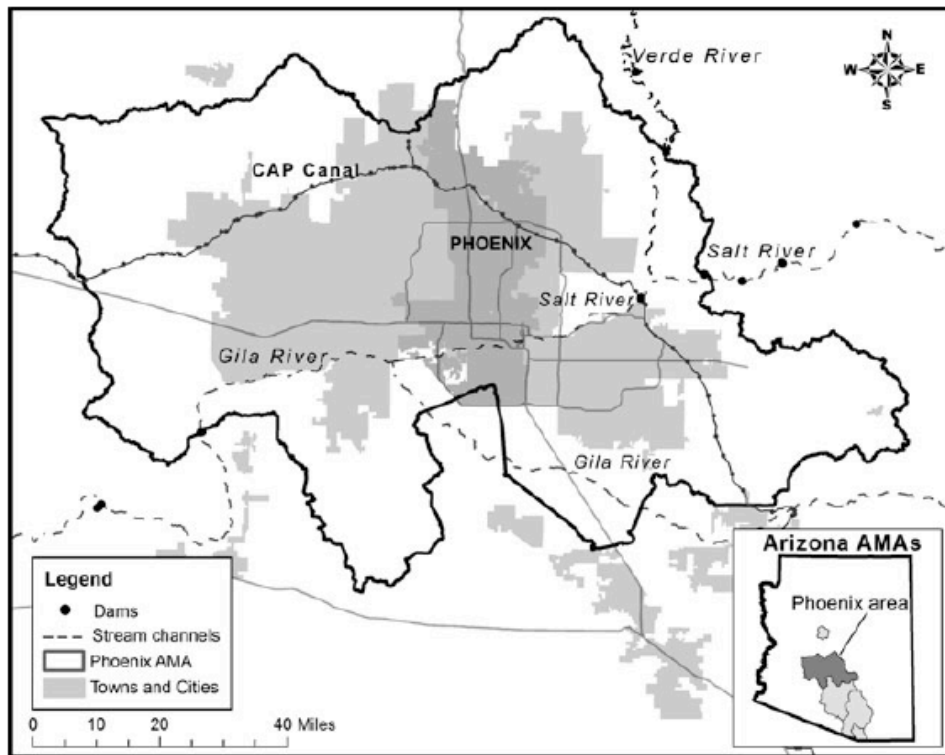 N
Verde River
W E
S
CAP Canal
PHOENIX
Salt River
Salt River
Gila River
Gila River
Arizona AMAs
Phoenix area
Legend
Dams
Stream channels
Phoenix AMA
Towns and Cities
0 10 20 40 Miles